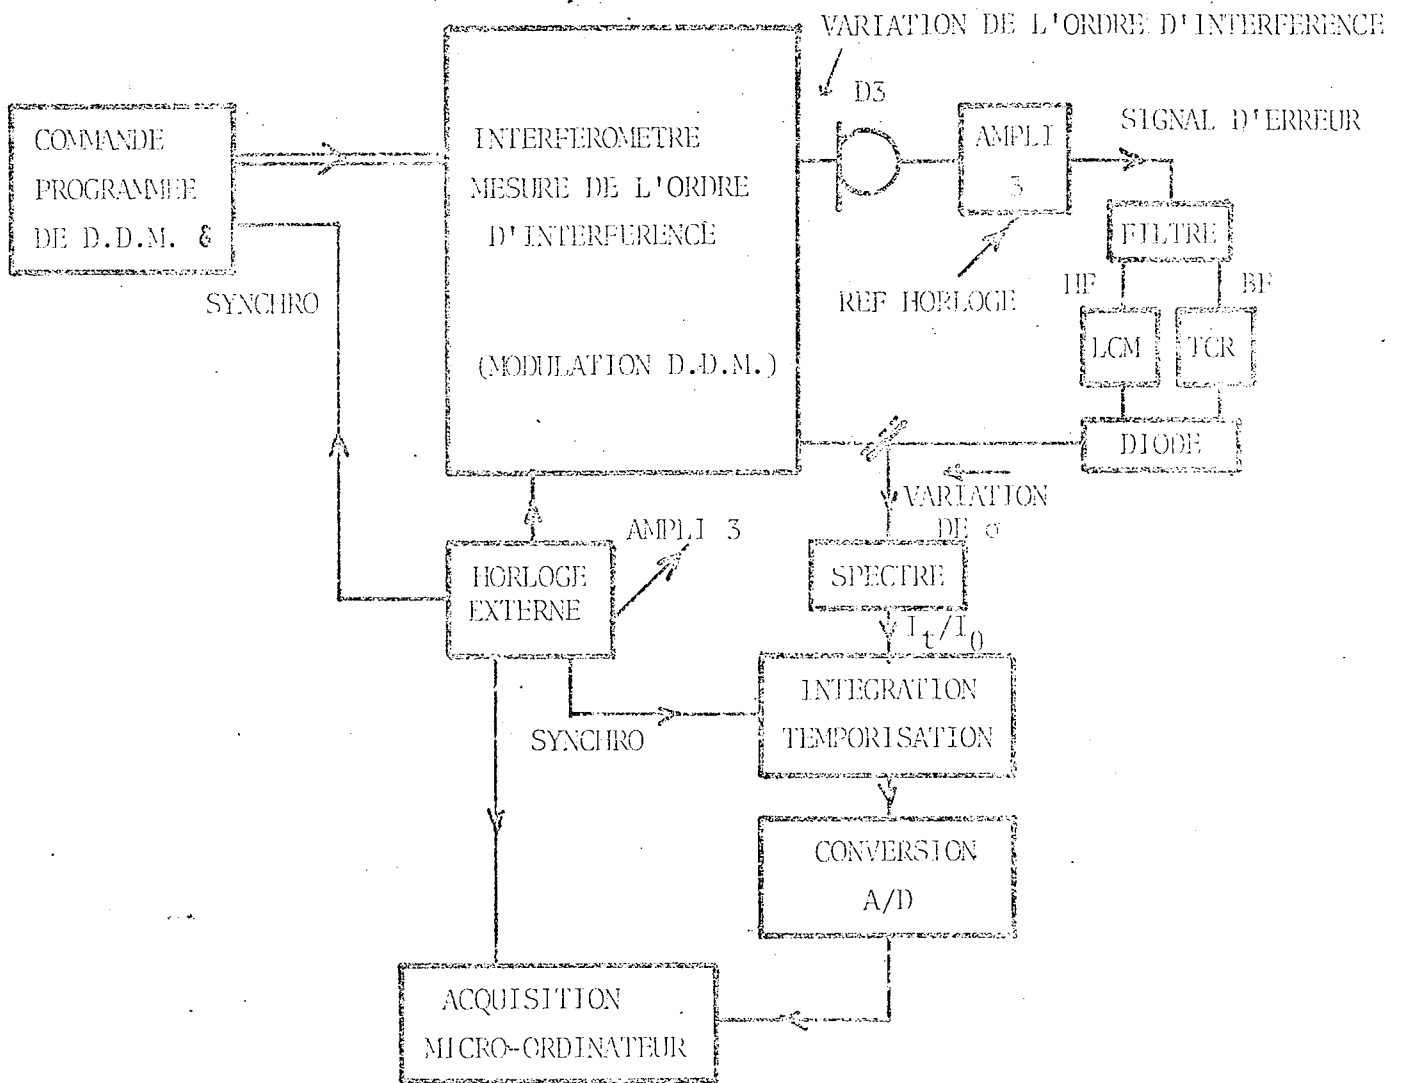 VARIATION DE L'ORDRE D'INTERFERENCE
COMMANDE
PROGRAMMEE
DE D.D.M. &
SYNCHRO
INTERFEROMETRE
MESURE DE L'ORDRE
D'INTERFERENCE
(MODULATION D.D.M.)
D3
AMPLI
3
SIGNAL D'ERREUR
REF HORLOGE
FILTRE
HF
BF
LCM
TCR
DIODE
VARIATION
DE σ
AMPLI 3
HORLOGE
EXTERNE
SPECTRE
I_t/I_0
SYNCHRO
INTEGRATION
TEMPORISATION
CONVERSION
A/D
ACQUISITION
MICRO-ORDINATEUR